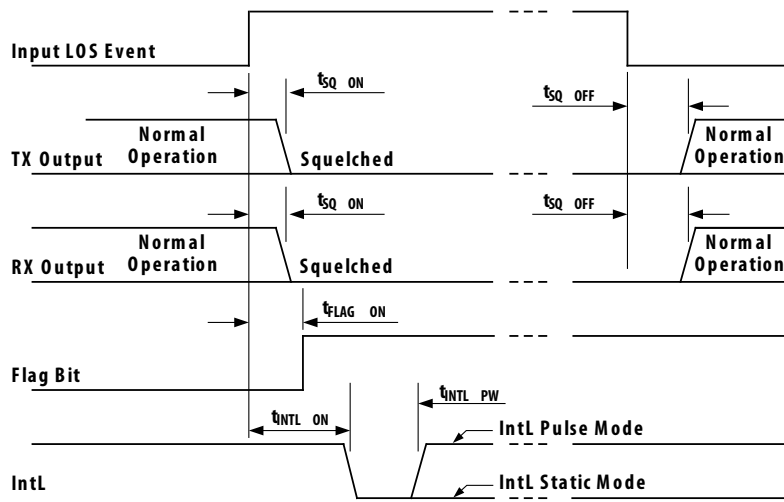 Input LOS Event
tSQ ON
tSQ OFF
Normal
Operation
TX Output
Squelched
Normal
Operation
tSQ ON
tSQ OFF
Normal
Operation
RX Output
Squelched
Normal
Operation
tFLAG ON
Flag Bit
tINTL ON
tINTL PW
IntL Pulse Mode
IntL
IntL Static Mode